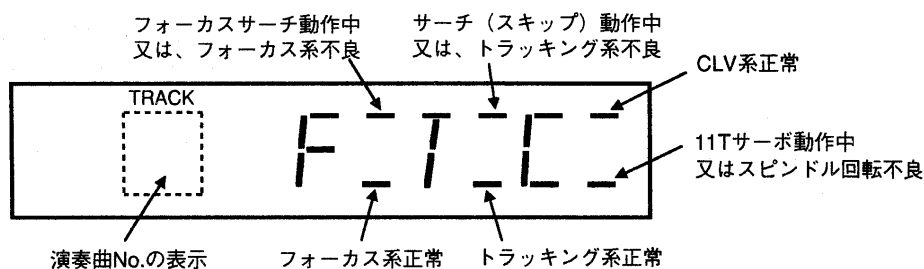 フォーカスサーチ動作中
又は、フォーカス系不良
サーチ（スキップ）動作中
又は、トラッキング系不良
CLV系正常
TRACK
F T C
11Tサーボ動作中
又はスピンドル回転不良
演奏曲No.の表示
フォーカス系正常
トラッキング系正常